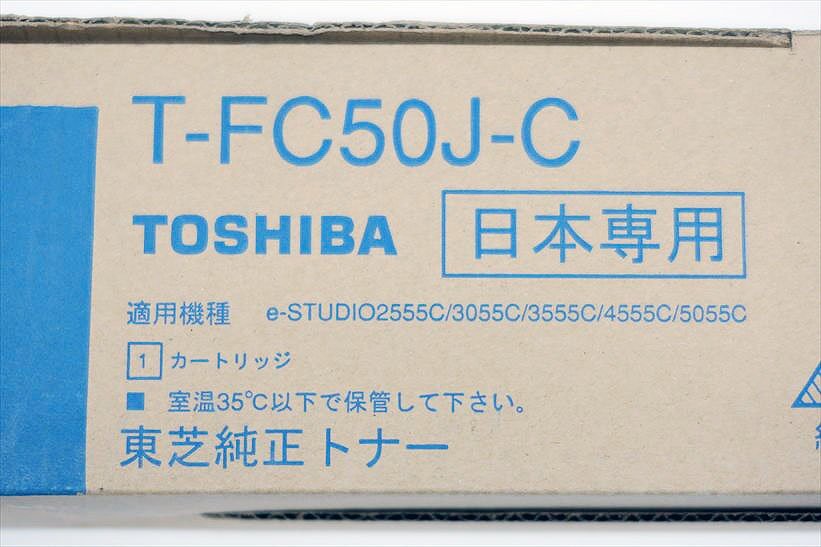 T-FC50J-C
TOSHIBA 日本専用
適用機種 e-STUDIO2555C/3055C/3555C/4555C/5055C
1 カートリッジ
■ 室温35℃以下で保管して下さい。
東芝純正トナー